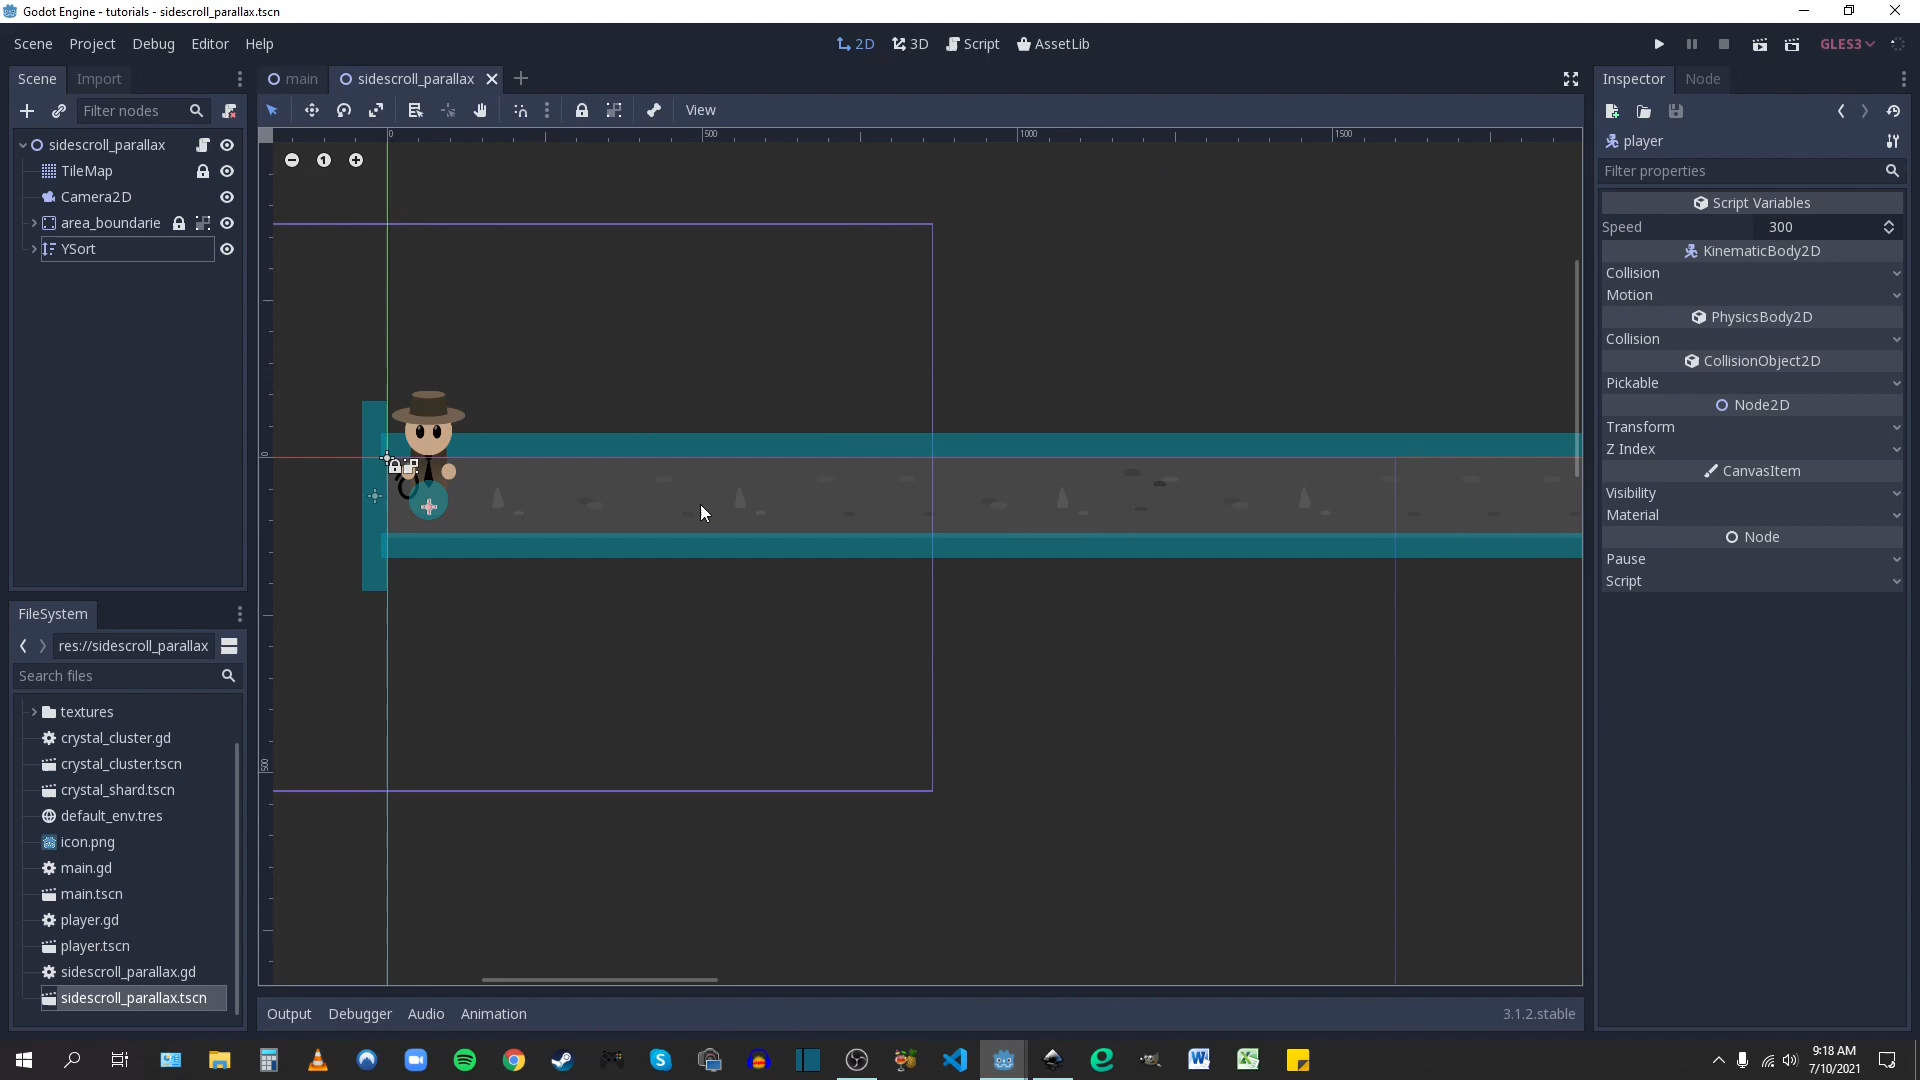 Godot Engine - tutorials - sidescroll_parallax.tscn
Scene Project Debug Editor Help
2D 3D Script AssetLib
GLES3
Scene Import
Filter nodes
sidescroll_parallax
TileMap
Camera2D
area_boundarie
YSort
FileSystem
res://sidescroll_parallax
Search files
textures
crystal_cluster.gd
crystal_cluster.tscn
crystal_shard.tscn
default_env.tres
icon.png
main.gd
main.tscn
player.gd
player.tscn
sidescroll_parallax.gd
sidescroll_parallax.tscn
main sidescroll_parallax
View
0 500 1000 1500
1
0
500
Output Debugger Audio Animation
3.1.2.stable
Inspector Node
player
Filter properties
Script Variables
Speed 300
KinematicBody2D
Collision
Motion
PhysicsBody2D
Collision
CollisionObject2D
Pickable
Node2D
Transform
Z Index
CanvasItem
Visibility
Material
Node
Pause
Script
9:18 AM
7/10/2021